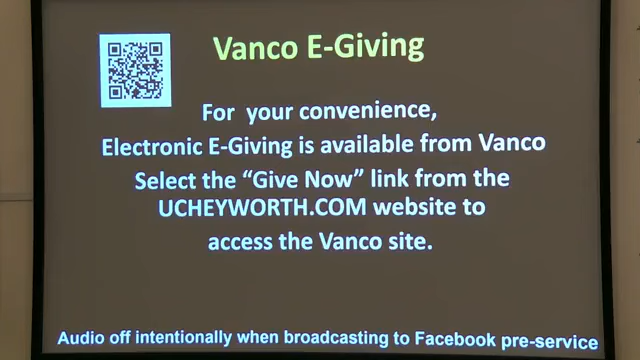 Vanco E-Giving
For your convenience,
Electronic E-Giving is available from Vanco
Select the “Give Now” link from the
UCHEYWORTH.COM website to
access the Vanco site.
Audio off intentionally when broadcasting to Facebook pre-service